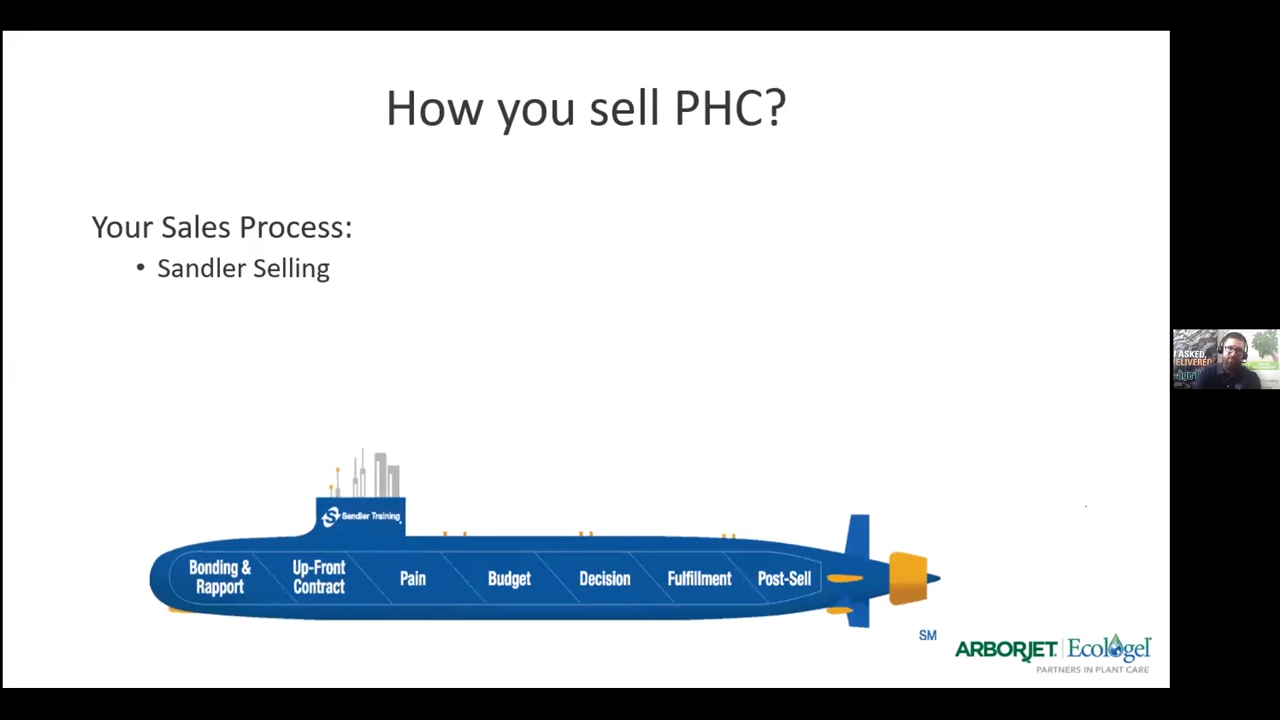 How you sell PHC?
Your Sales Process:
• Sandler Selling
Sandler Training
Bonding &
Rapport
Up-Front
Contract
Pain
Budget
Decision
Fulfillment
Post-Sell
SM
ARBORJET
Ecologel
PARTNERS IN PLANT CARE
ASKED,